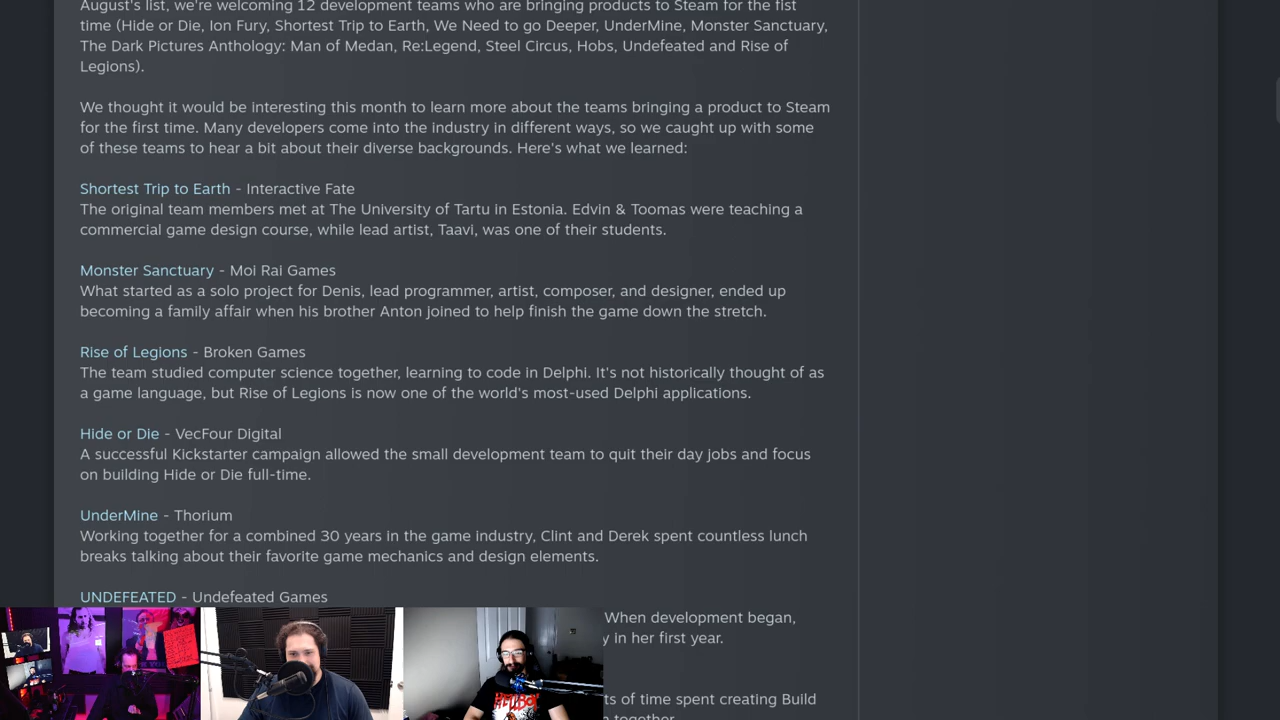 August's list, we're welcoming 12 development teams who are bringing products to Steam for the fist
time (Hide or Die, Ion Fury, Shortest Trip to Earth, We Need to go Deeper, UnderMine, Monster Sanctuary,
The Dark Pictures Anthology: Man of Medan, Re:Legend, Steel Circus, Hobs, Undefeated and Rise of
Legions).
We thought it would be interesting this month to learn more about the teams bringing a product to Steam
for the first time. Many developers come into the industry in different ways, so we caught up with some
of these teams to hear a bit about their diverse backgrounds. Here's what we learned:
Shortest Trip to Earth - Interactive Fate
The original team members met at The University of Tartu in Estonia. Edvin & Toomas were teaching a
commercial game design course, while lead artist, Taavi, was one of their students.
Monster Sanctuary - Moi Rai Games
What started as a solo project for Denis, lead programmer, artist, composer, and designer, ended up
becoming a family affair when his brother Anton joined to help finish the game down the stretch.
Rise of Legions - Broken Games
The team studied computer science together, learning to code in Delphi. It's not historically thought of as
a game language, but Rise of Legions is now one of the world's most-used Delphi applications.
Hide or Die - VecFour Digital
A successful Kickstarter campaign allowed the small development team to quit their day jobs and focus
on building Hide or Die full-time.
UnderMine - Thorium
Working together for a combined 30 years in the game industry, Clint and Derek spent countless lunch
breaks talking about their favorite game mechanics and design elements.
UNDEFEATED - Undefeated Games
When development began,
y in her first year.
ts of time spent creating Build
together.
HELLBOY